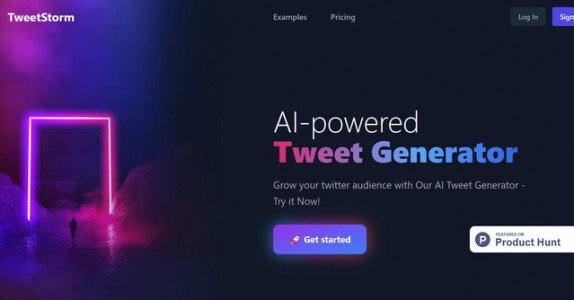 TweetStorm
Examples
Pricing
Log In
Sign
AI-powered
Tweet Generator
Grow your twitter audience with Our AI Tweet Generator -
Try it Now!
🚀 Get started
FEATURED ON
Product Hunt